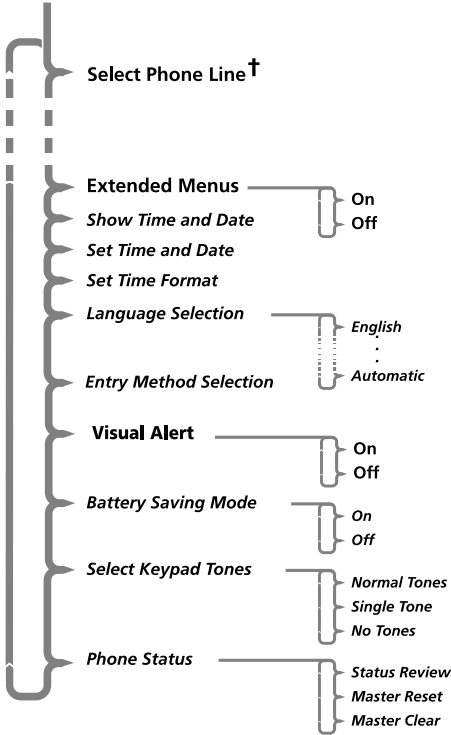 Select Phone Line†
Extended Menus
On
Off
Show Time and Date
Set Time and Date
Set Time Format
Language Selection
English
Automatic
Entry Method Selection
Visual Alert
On
Off
Battery Saving Mode
On
Off
Select Keypad Tones
Normal Tones
Single Tone
No Tones
Phone Status
Status Review
Master Reset
Master Clear